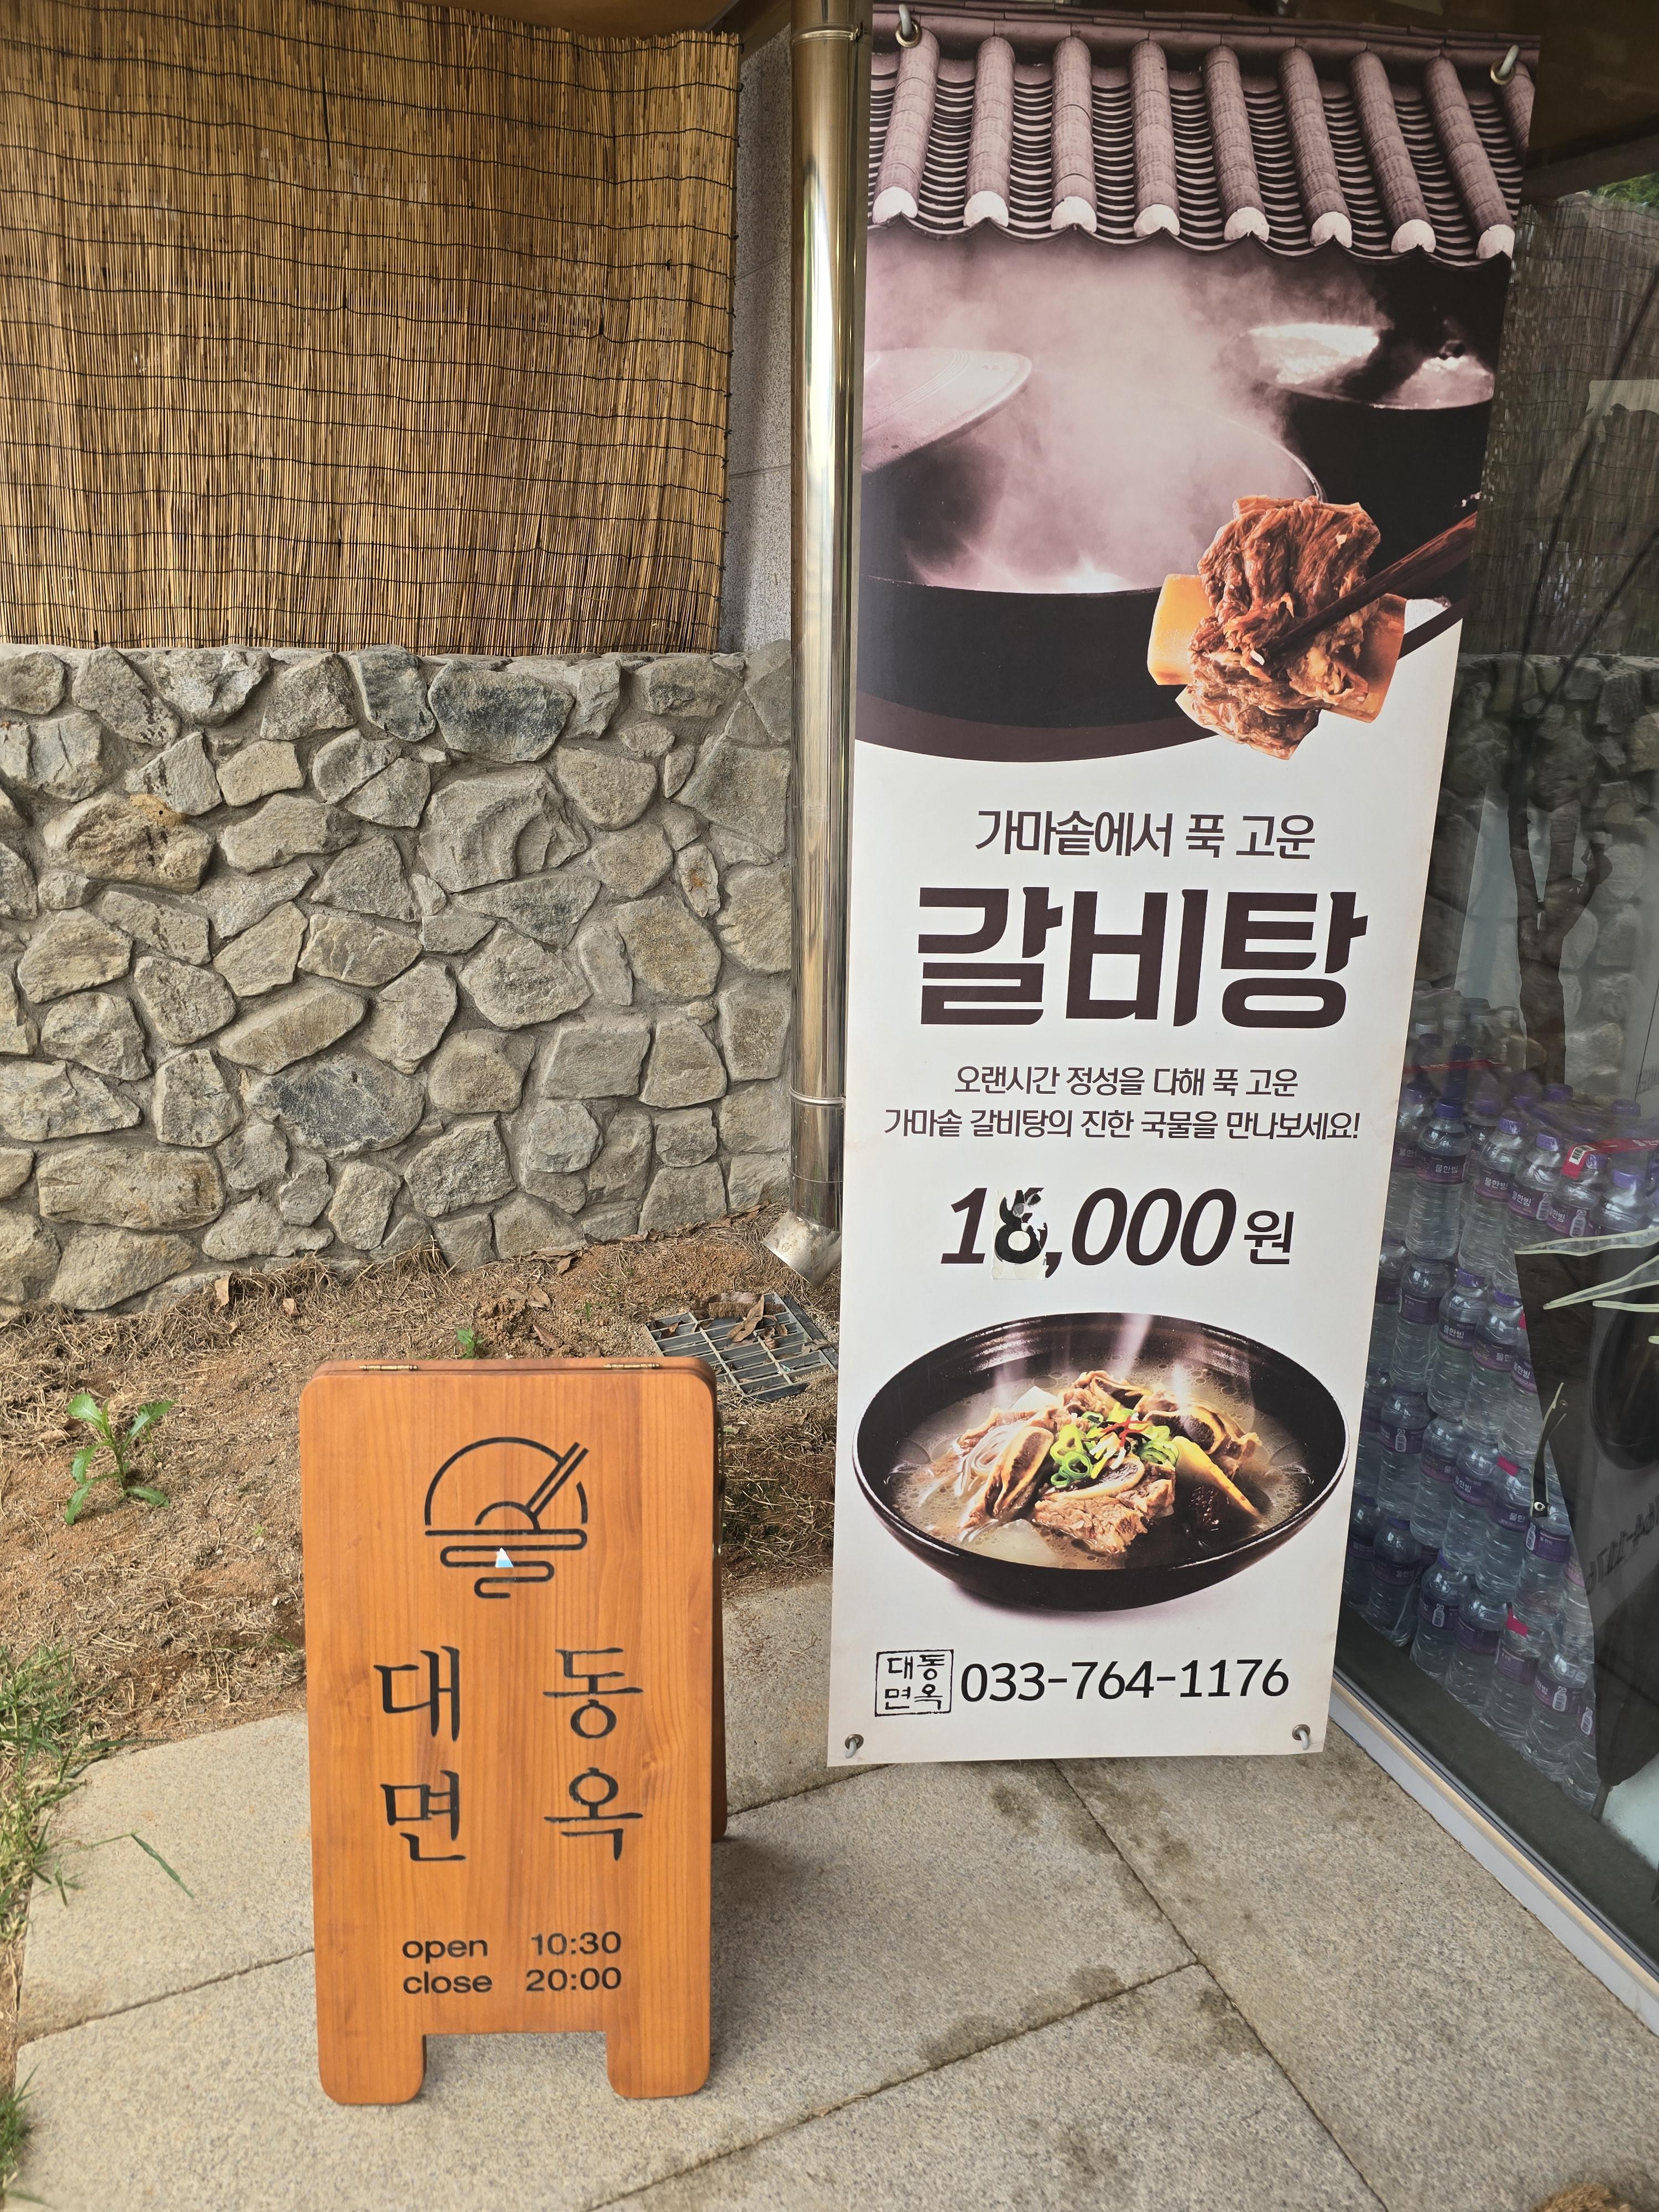 가마솥에서 푹 고운
갈비탕
오랜시간 정성을 다해 푹 고운
가마솥 갈비탕의 진한 국물을 만나보세요!
,000원
대동
면옥
033-764-1176
대 동
면 옥
open 10:30
close 20:00